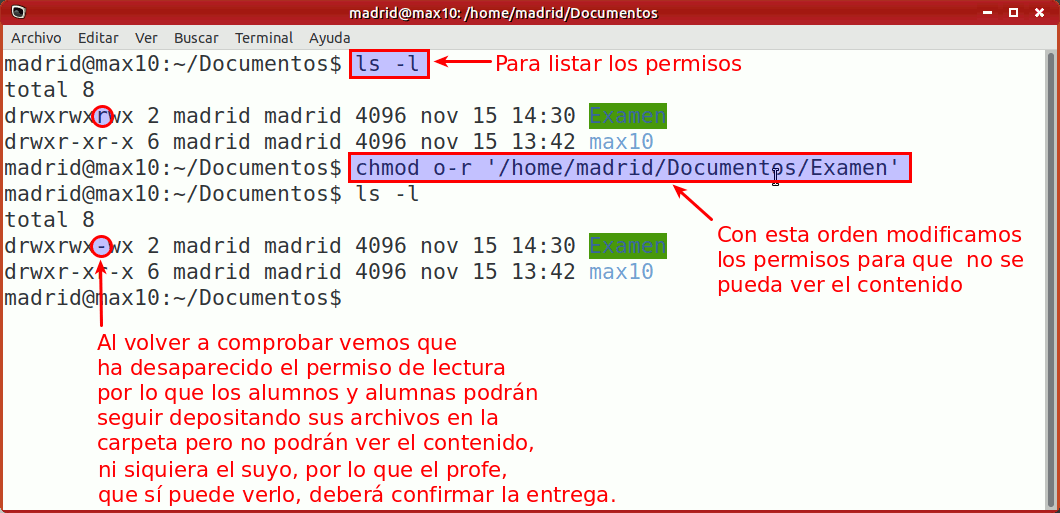 madrid@max10: /home/madrid/Documentos
Archivo Editar Ver Buscar Terminal Ayuda
madrid@max10:~/Documentos$ ls -l
Para listar los permisos
total 8
drwxrwxrwx 2 madrid madrid 4096 nov 15 14:30 Examen
drwxr-xr-x 6 madrid madrid 4096 nov 15 13:42 max10
madrid@max10:~/Documentos$ chmod o-r '/home/madrid/Documentos/Examen'
madrid@max10:~/Documentos$ ls -l
total 8
drwxrwx-wx 2 madrid madrid 4096 nov 15 14:30 Examen
drwxr-xr-x 6 madrid madrid 4096 nov 15 13:42 max10
madrid@max10:~/Documentos$
Con esta orden modificamos
los permisos para que  no se
pueda ver el contenido
Al volver a comprobar vemos que
ha desaparecido el permiso de lectura
por lo que los alumnos y alumnas podrán
seguir depositando sus archivos en la
carpeta pero no podrán ver el contenido,
ni siquiera el suyo, por lo que el profe,
que sí puede verlo, deberá confirmar la entrega.